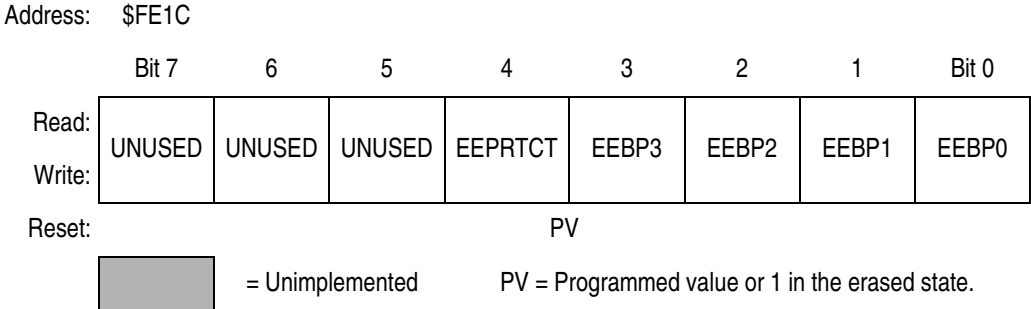 Address: $FE1C
Bit 7 6 5 4 3 2 1 Bit 0
Read:
UNUSED UNUSED UNUSED EEPRTCT EEBP3 EEBP2 EEBP1 EEBP0
Write:
Reset: PV
= Unimplemented PV = Programmed value or 1 in the erased state.